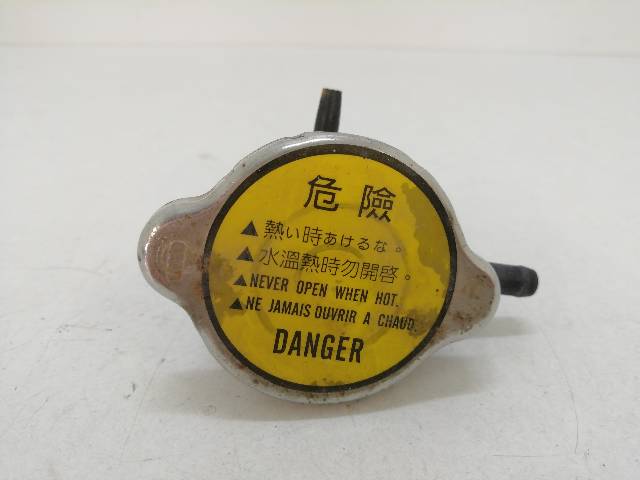 危險
▲熱い時あけるな。
▲水溫熱時勿開啓。
▲NEVER OPEN WHEN HOT.
▲NE JAMAIS OUVRIR A CHAUD.
DANGER